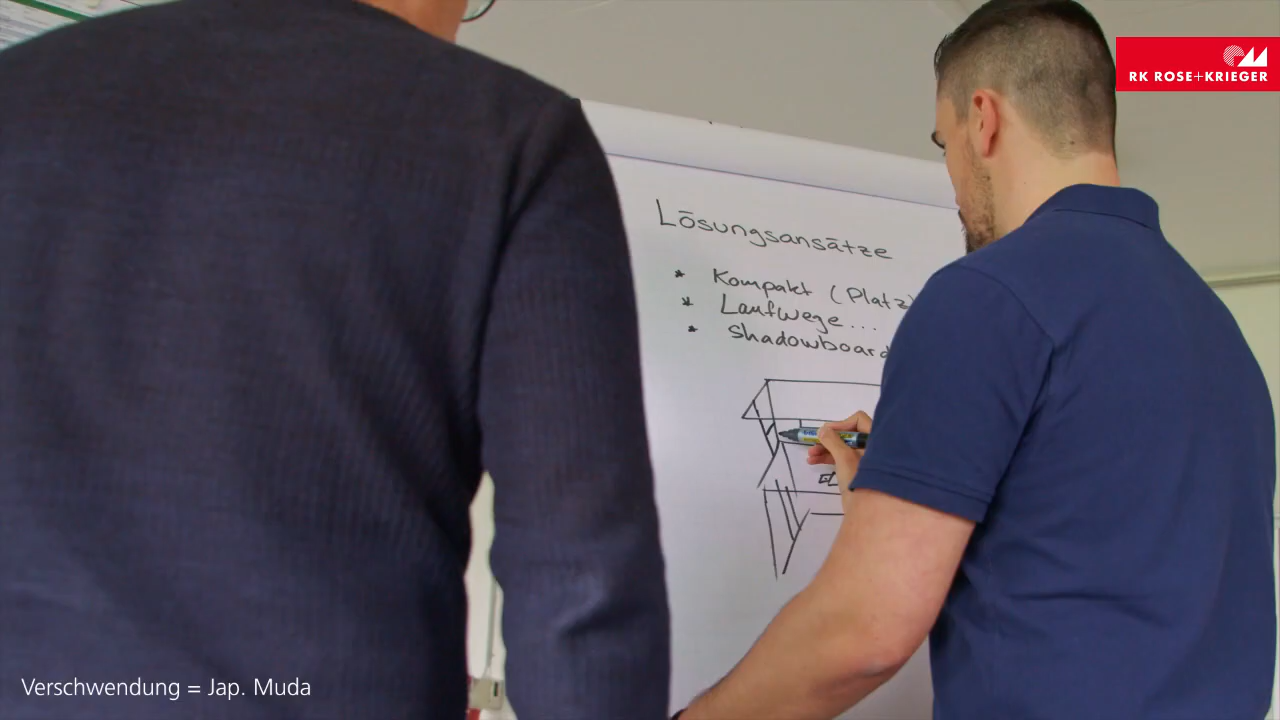 RK ROSE+KRIEGER
Lösungsansätze
* Kompakt (Platz)
* Laufwege...
* Shadowboard
Verschwendung = Jap. Muda